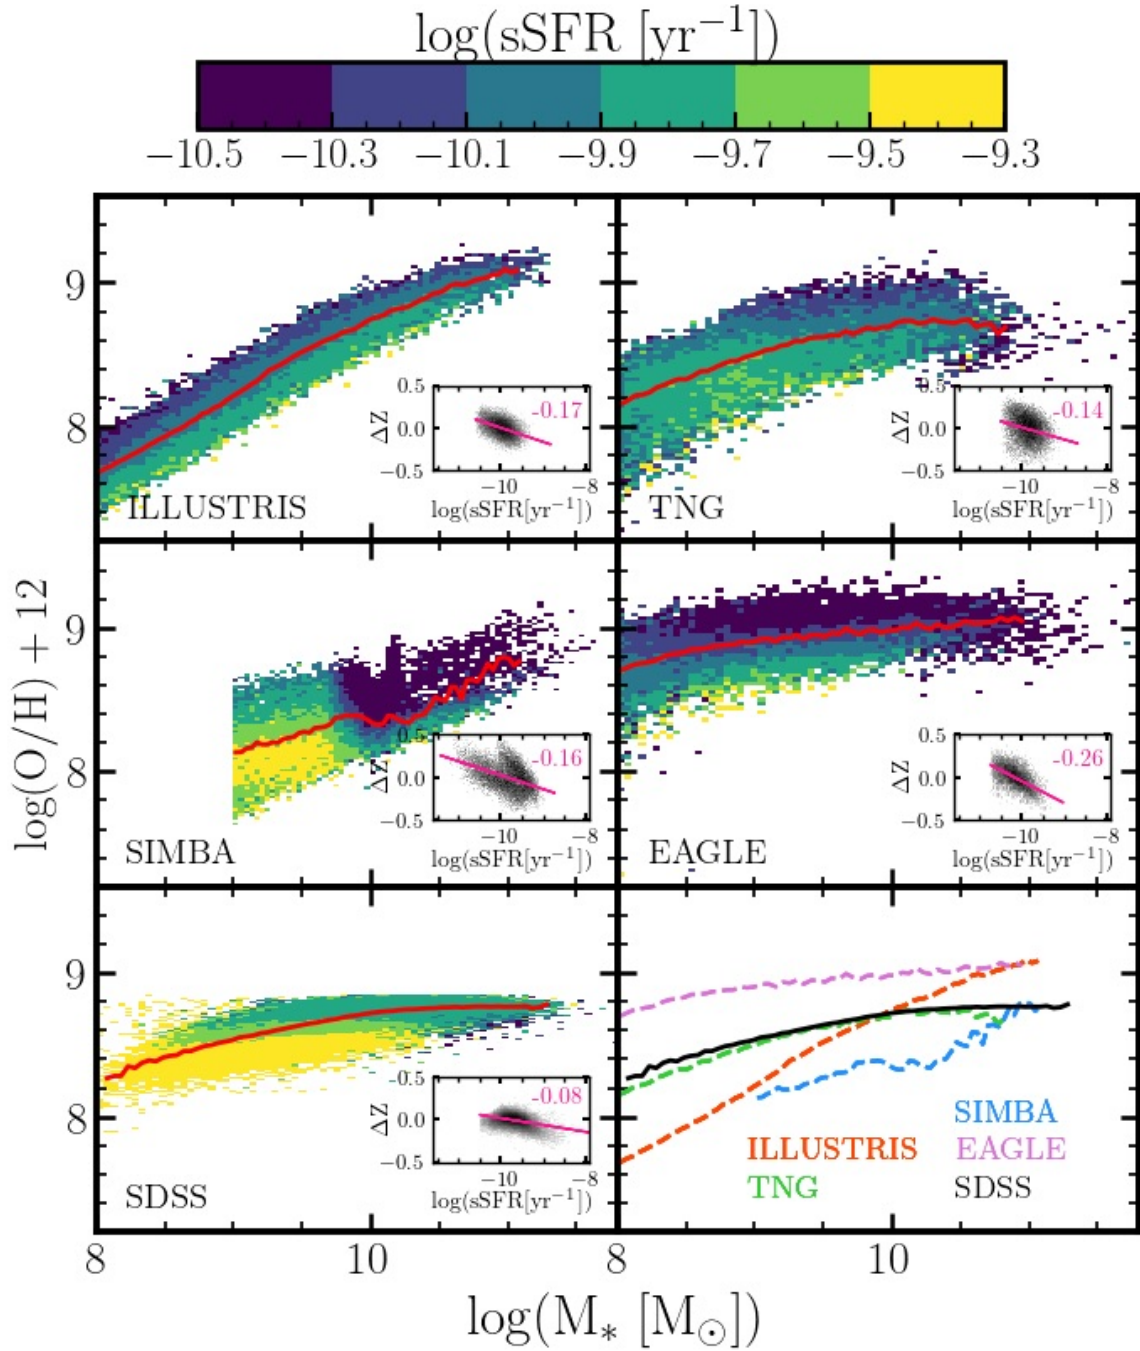 log(sSFR [yr⁻¹])
−10.5 −10.3 −10.1 −9.9 −9.7 −9.5 −9.3
9
8
ILLUSTRIS
0.5
0.0
−0.5
ΔZ
-0.17
−10 −8
log(sSFR[yr⁻¹])
TNG
0.5
0.0
−0.5
ΔZ
-0.14
−10 −8
log(sSFR[yr⁻¹])
log(O/H) + 12
9
8
SIMBA
0.5
0.0
−0.5
ΔZ
-0.16
−10 −8
log(sSFR[yr⁻¹])
EAGLE
0.5
0.0
−0.5
ΔZ
-0.26
−10 −8
log(sSFR[yr⁻¹])
9
8
SDSS
0.5
0.0
−0.5
ΔZ
-0.08
−10 −8
log(sSFR[yr⁻¹])
SIMBA
ILLUSTRIS EAGLE
TNG SDSS
8 10 8 10
log(M∗ [M⊙])